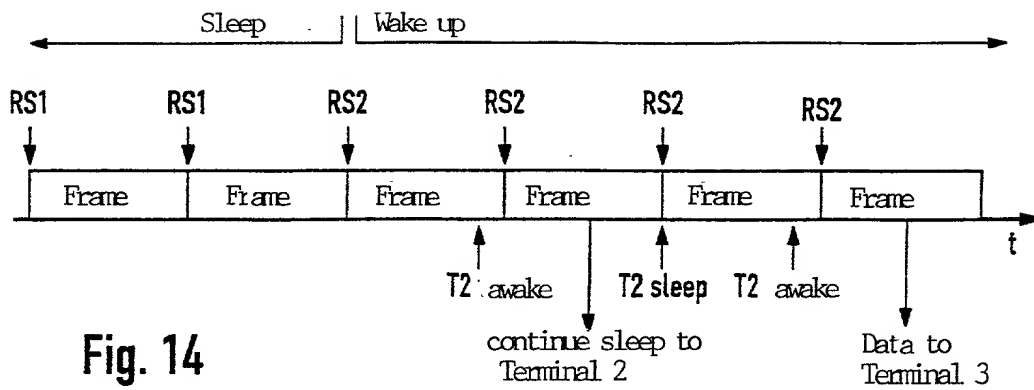 Sleep Wake up
RS1 RS1 RS2 RS2 RS2 RS2
Frame Frame Frame Frame Frame Frame
t
T2 awake T2 sleep T2 awake
continue sleep to
Terminal 2
Data to
Terminal 3
Fig. 14